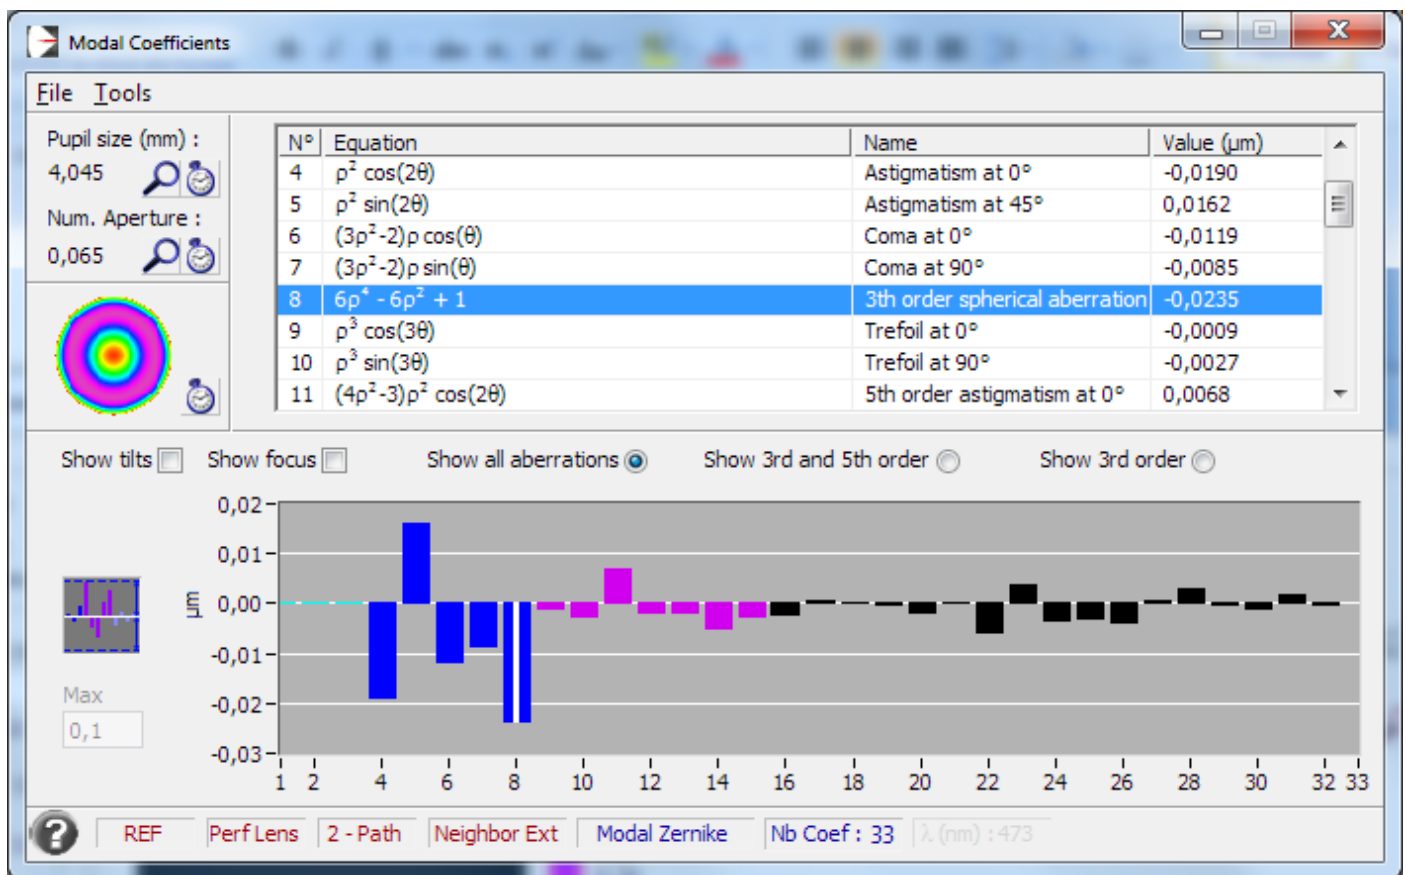 Modal Coefficients
File Tools
Pupil size (mm) :
4,045
Num. Aperture :
0,065
N° Equation Name Value (µm)
4 ρ² cos(2θ) Astigmatism at 0° -0,0190
5 ρ² sin(2θ) Astigmatism at 45° 0,0162
6 (3ρ²-2)ρ cos(θ) Coma at 0° -0,0119
7 (3ρ²-2)ρ sin(θ) Coma at 90° -0,0085
8 6ρ⁴ - 6ρ² + 1 3th order spherical aberration -0,0235
9 ρ³ cos(3θ) Trefoil at 0° -0,0009
10 ρ³ sin(3θ) Trefoil at 90° -0,0027
11 (4ρ²-3)ρ² cos(2θ) 5th order astigmatism at 0° 0,0068
Show tilts Show focus Show all aberrations Show 3rd and 5th order Show 3rd order
0,02
0,01
µm
0,00
-0,01
-0,02
-0,03
Max
0,1
1 2 4 6 8 10 12 14 16 18 20 22 24 26 28 30 32 33
? REF Perf Lens 2 - Path Neighbor Ext Modal Zernike Nb Coef : 33 λ (nm) : 473